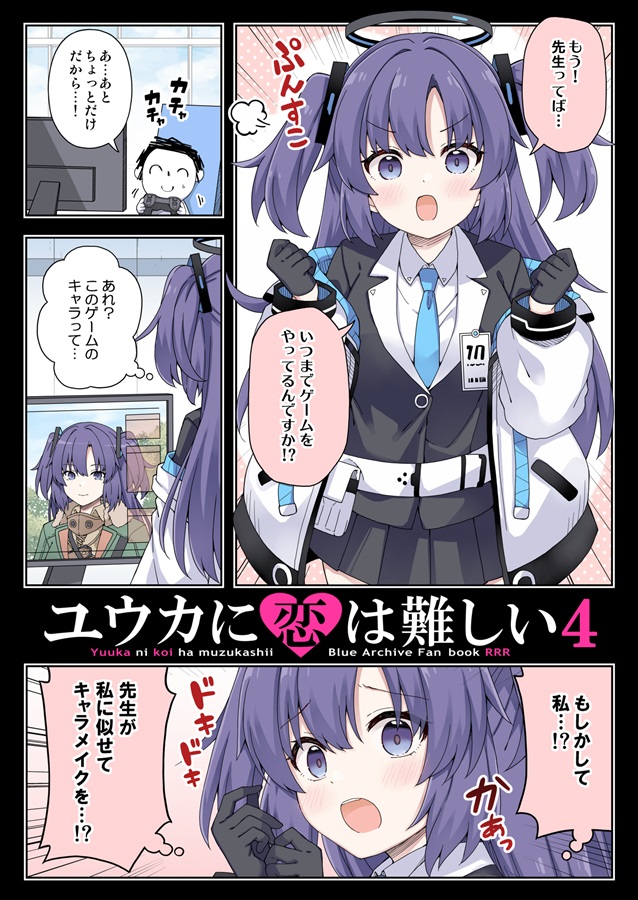 もう!
先生ってば…
ぷんすこ
いつまでゲームを
やってるんですか!?
あ…あと
ちょっとだけ
だから…!
カチャ
カチャ
あれ?
このゲームの
キャラって…
ユウカに恋は難しい4
Yuuka ni koi ha muzukashii Blue Archive Fan book RRR
もしかして
私…!?
かぁっ
ドキ
ドキ
先生が
私に似せて
キャラメイクを…!?